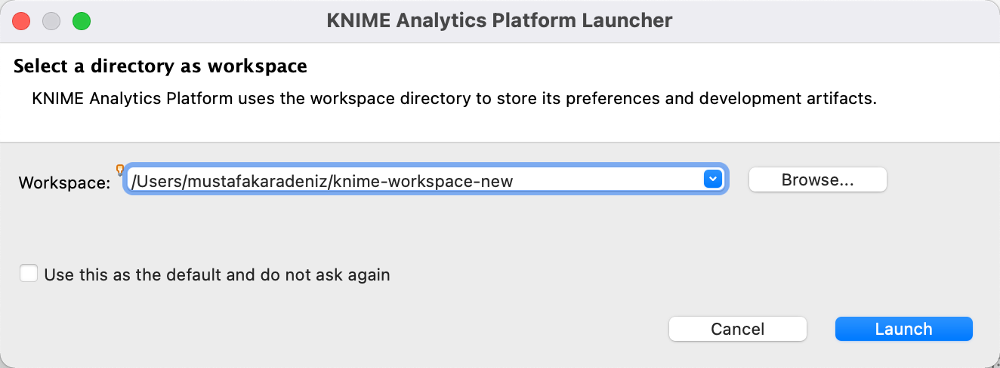 KNIME Analytics Platform Launcher
Select a directory as workspace
KNIME Analytics Platform uses the workspace directory to store its preferences and development artifacts.
Workspace: /Users/mustafakaradeniz/knime-workspace-new Browse...
Use this as the default and do not ask again
Cancel Launch